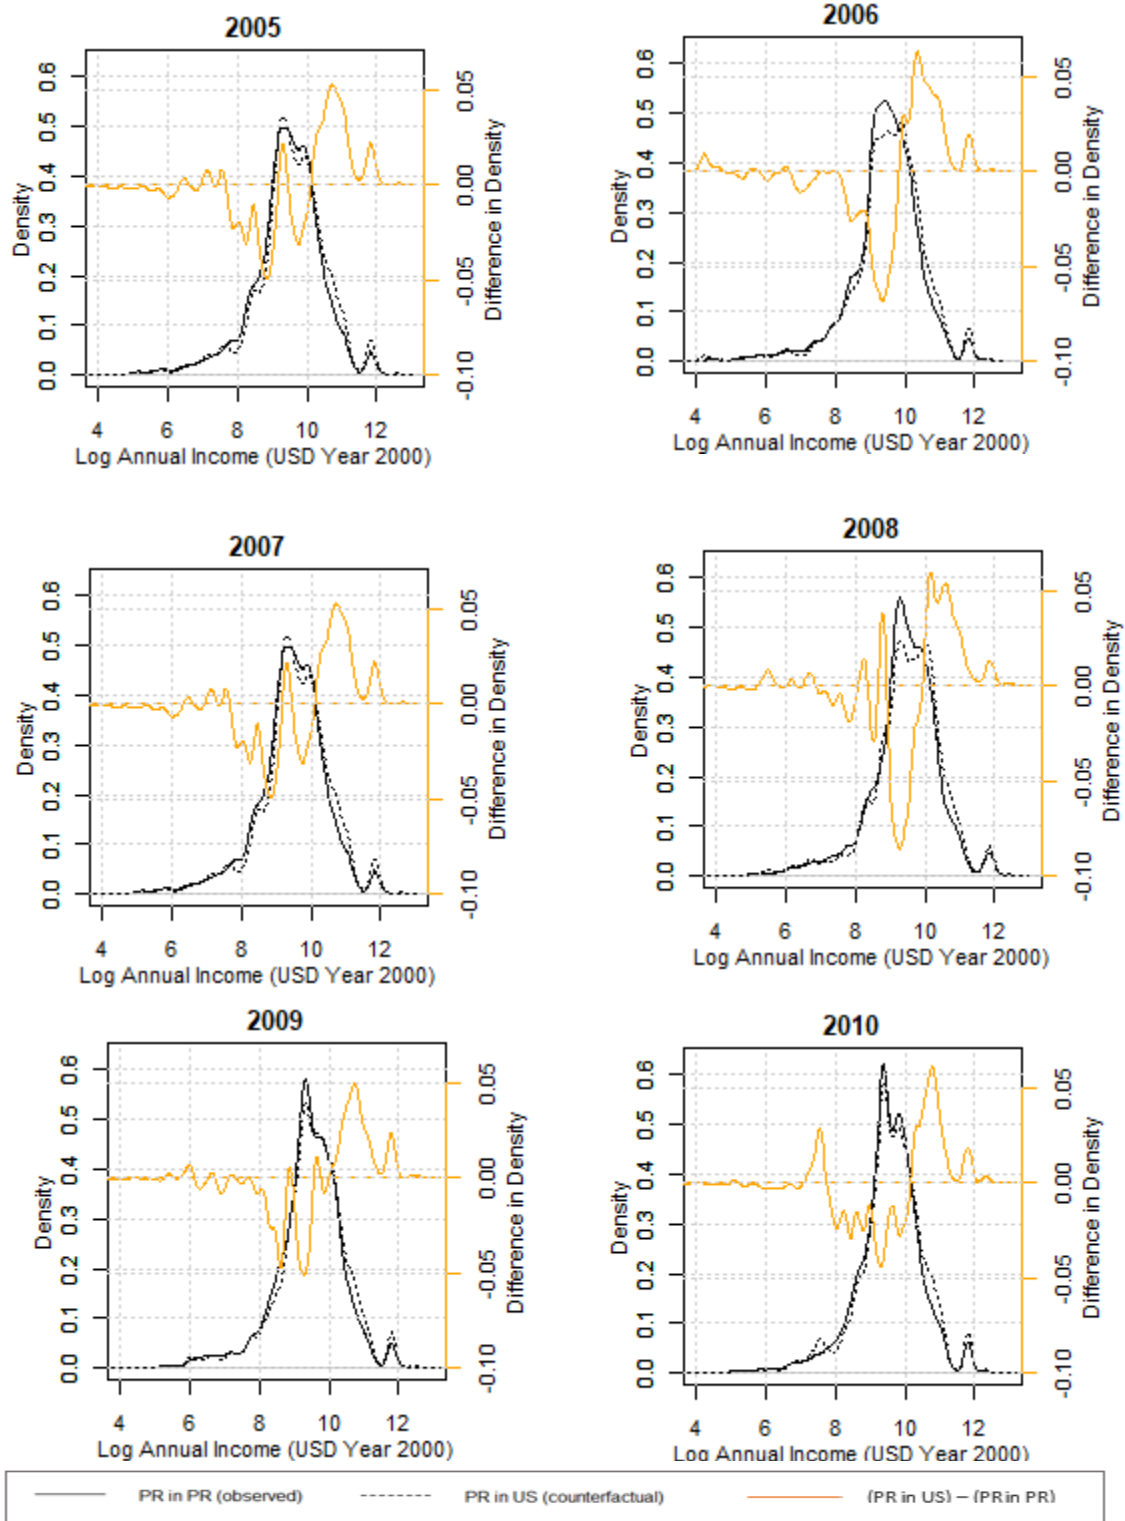 2005
Density
0.0 0.1 0.2 0.3 0.4 0.5 0.6
-0.10 -0.05 0.00 0.05
Difference in Density
4 6 8 10 12
Log Annual Income (USD Year 2000)
2006
Density
0.0 0.1 0.2 0.3 0.4 0.5 0.6
-0.10 -0.05 0.00 0.05
Difference in Density
4 6 8 10 12
Log Annual Income (USD Year 2000)
2007
Density
0.0 0.1 0.2 0.3 0.4 0.5 0.6
-0.10 -0.05 0.00 0.05
Difference in Density
4 6 8 10 12
Log Annual Income (USD Year 2000)
2008
Density
0.0 0.1 0.2 0.3 0.4 0.5 0.6
-0.10 -0.05 0.00 0.05
Difference in Density
4 6 8 10 12
Log Annual Income (USD Year 2000)
2009
Density
0.0 0.1 0.2 0.3 0.4 0.5 0.6
-0.10 -0.05 0.00 0.05
Difference in Density
4 6 8 10 12
Log Annual Income (USD Year 2000)
2010
Density
0.0 0.1 0.2 0.3 0.4 0.5 0.6
-0.10 -0.05 0.00 0.05
Difference in Density
4 6 8 10 12
Log Annual Income (USD Year 2000)
PR in PR (observed) PR in US (counterfactual) (PR in US) – (PR in PR)